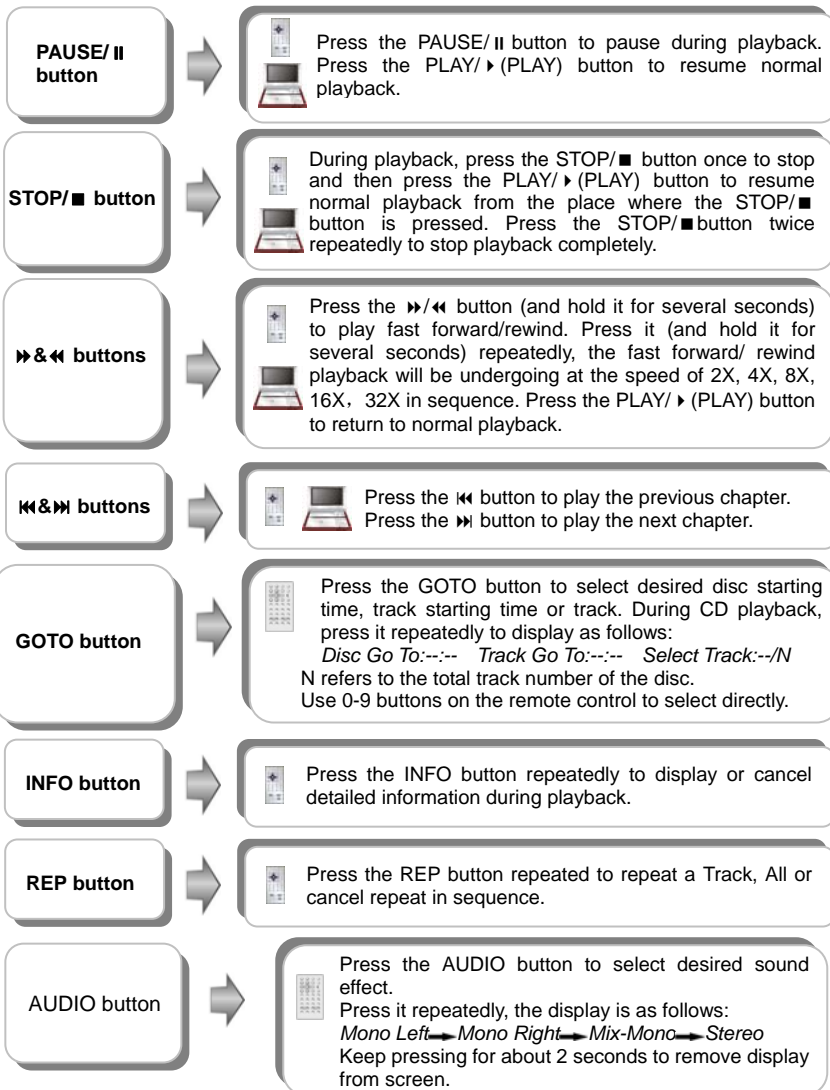 PAUSE/⏸
button
Press the PAUSE/⏸ button to pause during playback.
Press the PLAY/ ▶ (PLAY) button to resume normal
playback.
STOP/■ button
During playback, press the STOP/■ button once to stop
and then press the PLAY/ ▶ (PLAY) button to resume
normal playback from the place where the STOP/■
button is pressed. Press the STOP/■button twice
repeatedly to stop playback completely.
⏩&⏪ buttons
Press the ⏩/⏪ button (and hold it for several seconds)
to play fast forward/rewind. Press it (and hold it for
several seconds) repeatedly, the fast forward/ rewind
playback will be undergoing at the speed of 2X, 4X, 8X,
16X，32X in sequence. Press the PLAY/ ▶ (PLAY) button
to return to normal playback.
⏮&⏭ buttons
Press the ⏮ button to play the previous chapter.
Press the ⏭ button to play the next chapter.
GOTO button
Press the GOTO button to select desired disc starting
time, track starting time or track. During CD playback,
press it repeatedly to display as follows:
Disc Go To:--:-- Track Go To:--:-- Select Track:--/N
N refers to the total track number of the disc.
Use 0-9 buttons on the remote control to select directly.
INFO button
Press the INFO button repeatedly to display or cancel
detailed information during playback.
REP button
Press the REP button repeated to repeat a Track, All or
cancel repeat in sequence.
AUDIO button
Press the AUDIO button to select desired sound
effect.
Press it repeatedly, the display is as follows:
Mono Left→Mono Right→Mix-Mono→Stereo
Keep pressing for about 2 seconds to remove display
from screen.